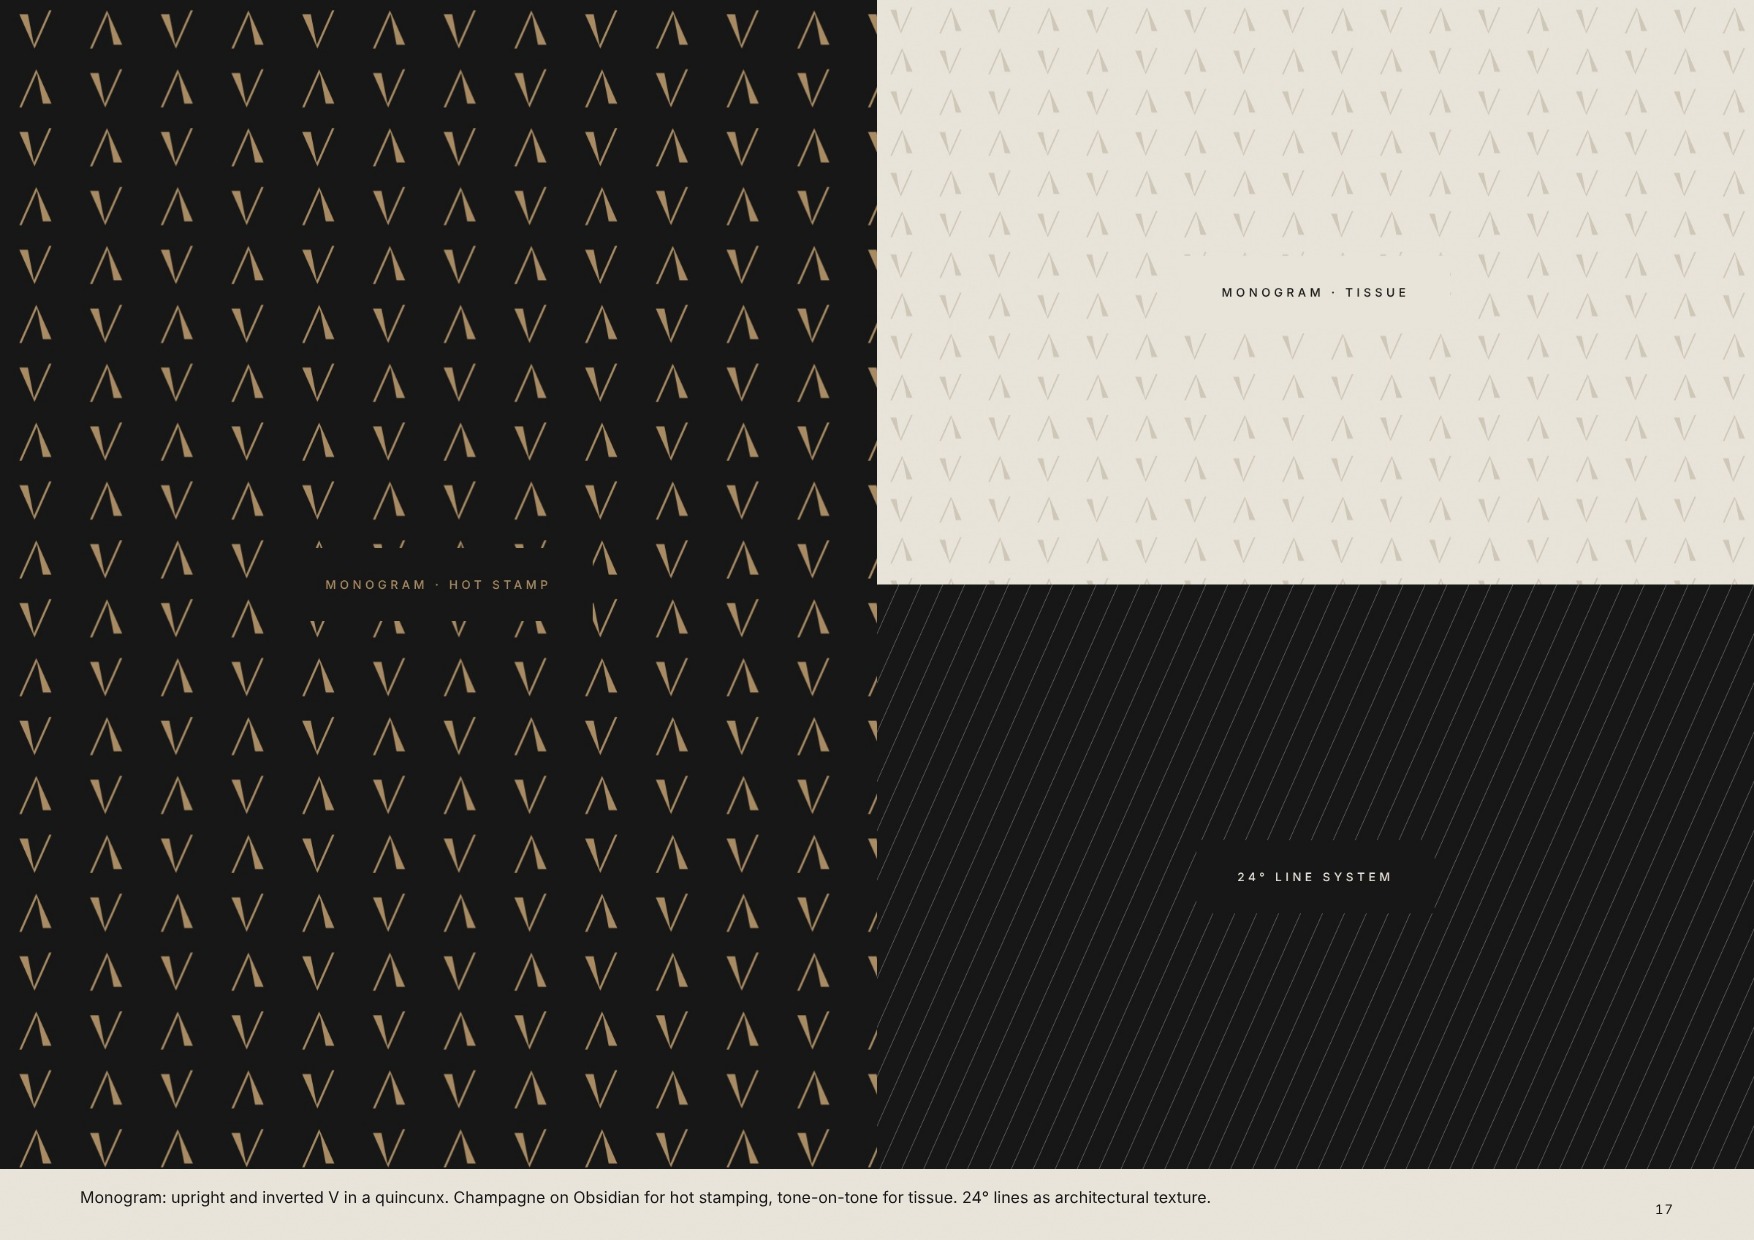 MONOGRAM · HOT STAMP
MONOGRAM · TISSUE
24° LINE SYSTEM
Monogram: upright and inverted V in a quincunx. Champagne on Obsidian for hot stamping, tone-on-tone for tissue. 24° lines as architectural texture.
17